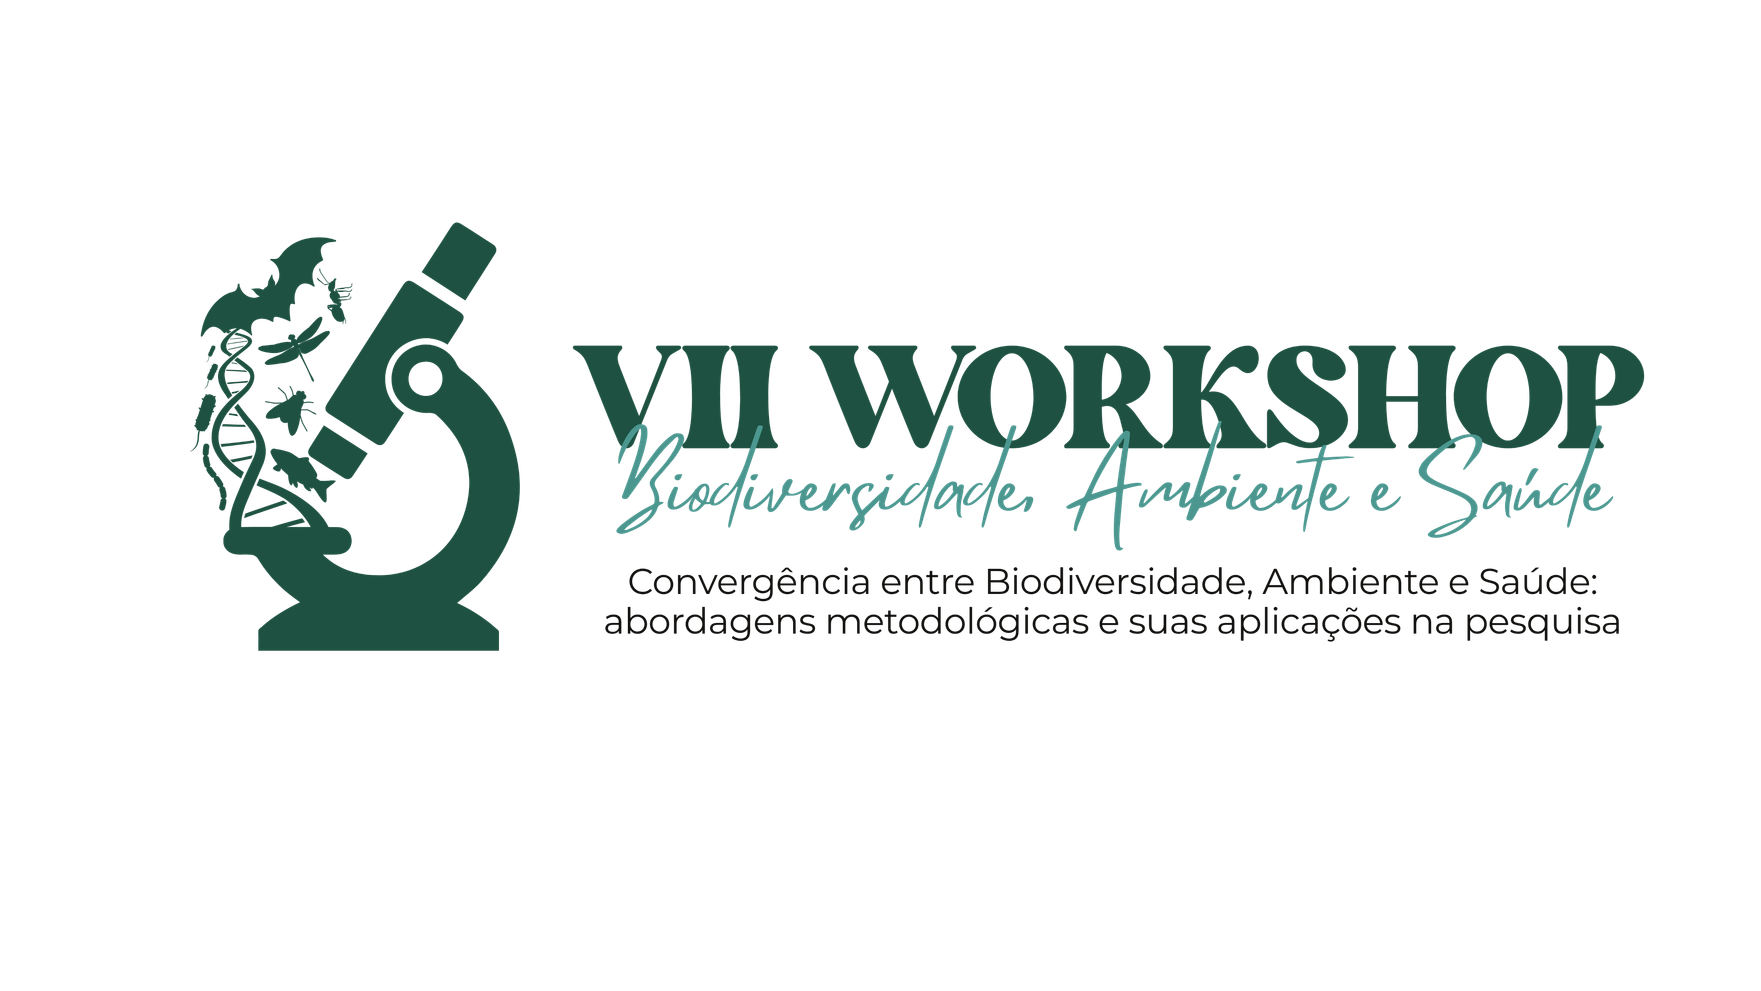 VII WORKSHOP
Biodiversidade, Ambiente e Saúde
Convergência entre Biodiversidade, Ambiente e Saúde:
abordagens metodológicas e suas aplicações na pesquisa